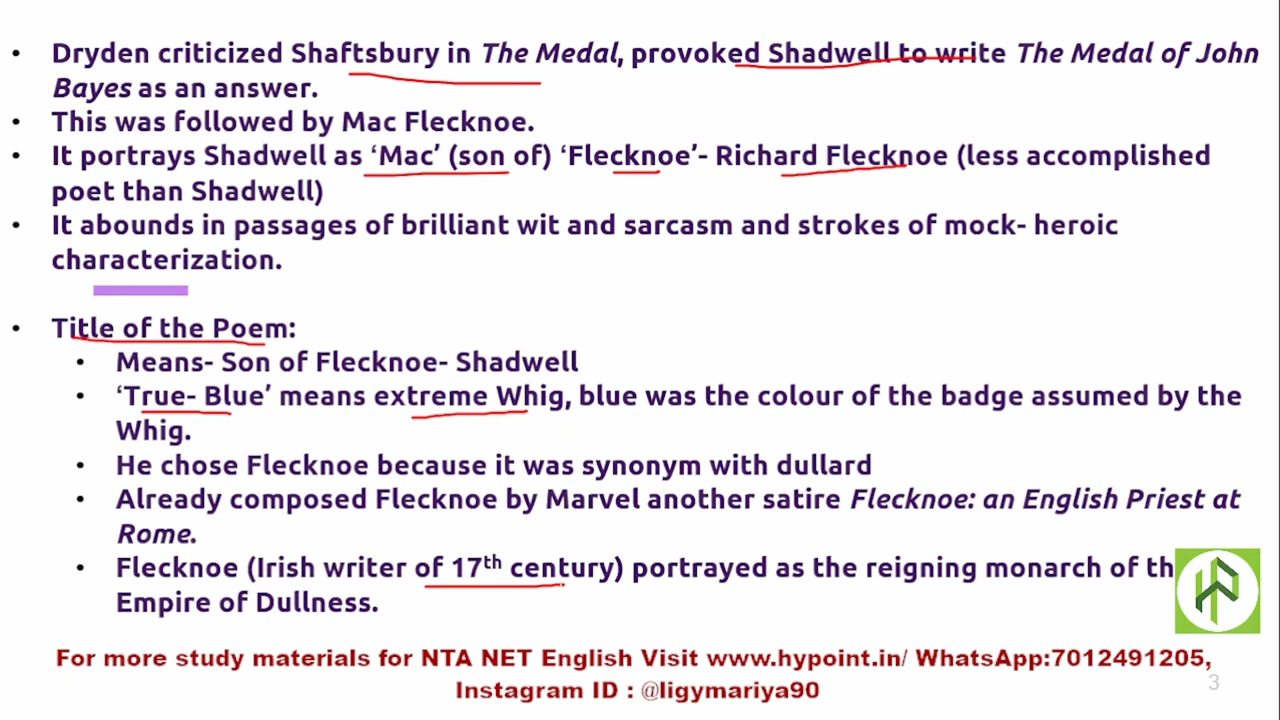 • Dryden criticized Shaftsbury in The Medal, provoked Shadwell to write The Medal of John
Bayes as an answer.
• This was followed by Mac Flecknoe.
• It portrays Shadwell as ‘Mac’ (son of) ‘Flecknoe’- Richard Flecknoe (less accomplished
poet than Shadwell)
• It abounds in passages of brilliant wit and sarcasm and strokes of mock- heroic
characterization.
• Title of the Poem:
• Means- Son of Flecknoe- Shadwell
• ‘True- Blue’ means extreme Whig, blue was the colour of the badge assumed by the
Whig.
• He chose Flecknoe because it was synonym with dullard
• Already composed Flecknoe by Marvel another satire Flecknoe: an English Priest at
Rome.
• Flecknoe (Irish writer of 17th century) portrayed as the reigning monarch of th
Empire of Dullness.
For more study materials for NTA NET English Visit www.hypoint.in/ WhatsApp:7012491205,
Instagram ID : @ligymariya90
3